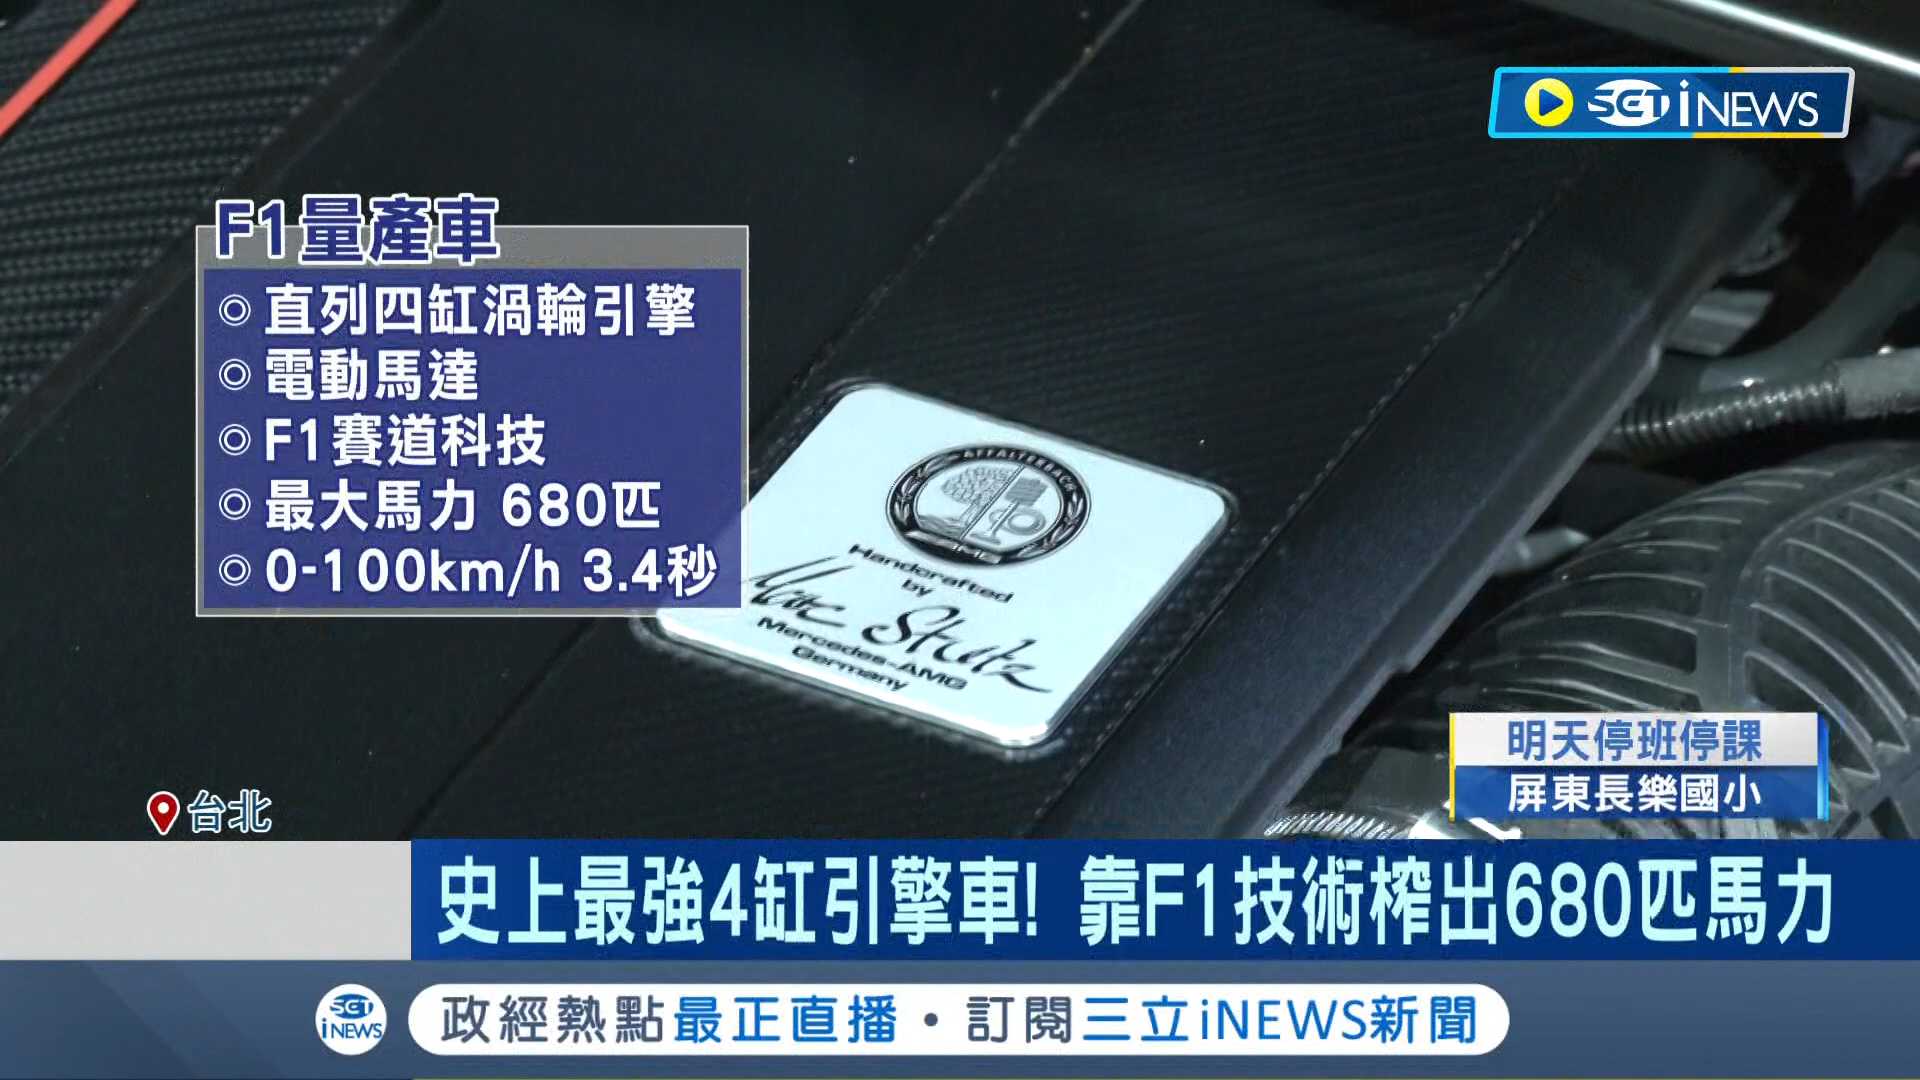 SET iNEWS
F1量產車
◎直列四缸渦輪引擎
◎電動馬達
◎F1賽道科技
◎最大馬力 680匹
◎0-100km/h 3.4秒
AFFALTERBACH
AMG
Handcrafted
by
Mercedes-AMG
Germany
明天停班停課
屏東長樂國小
台北
史上最強4缸引擎車! 靠F1技術榨出680匹馬力
SET iNEWS
政經熱點最正直播・訂閱三立iNEWS新聞